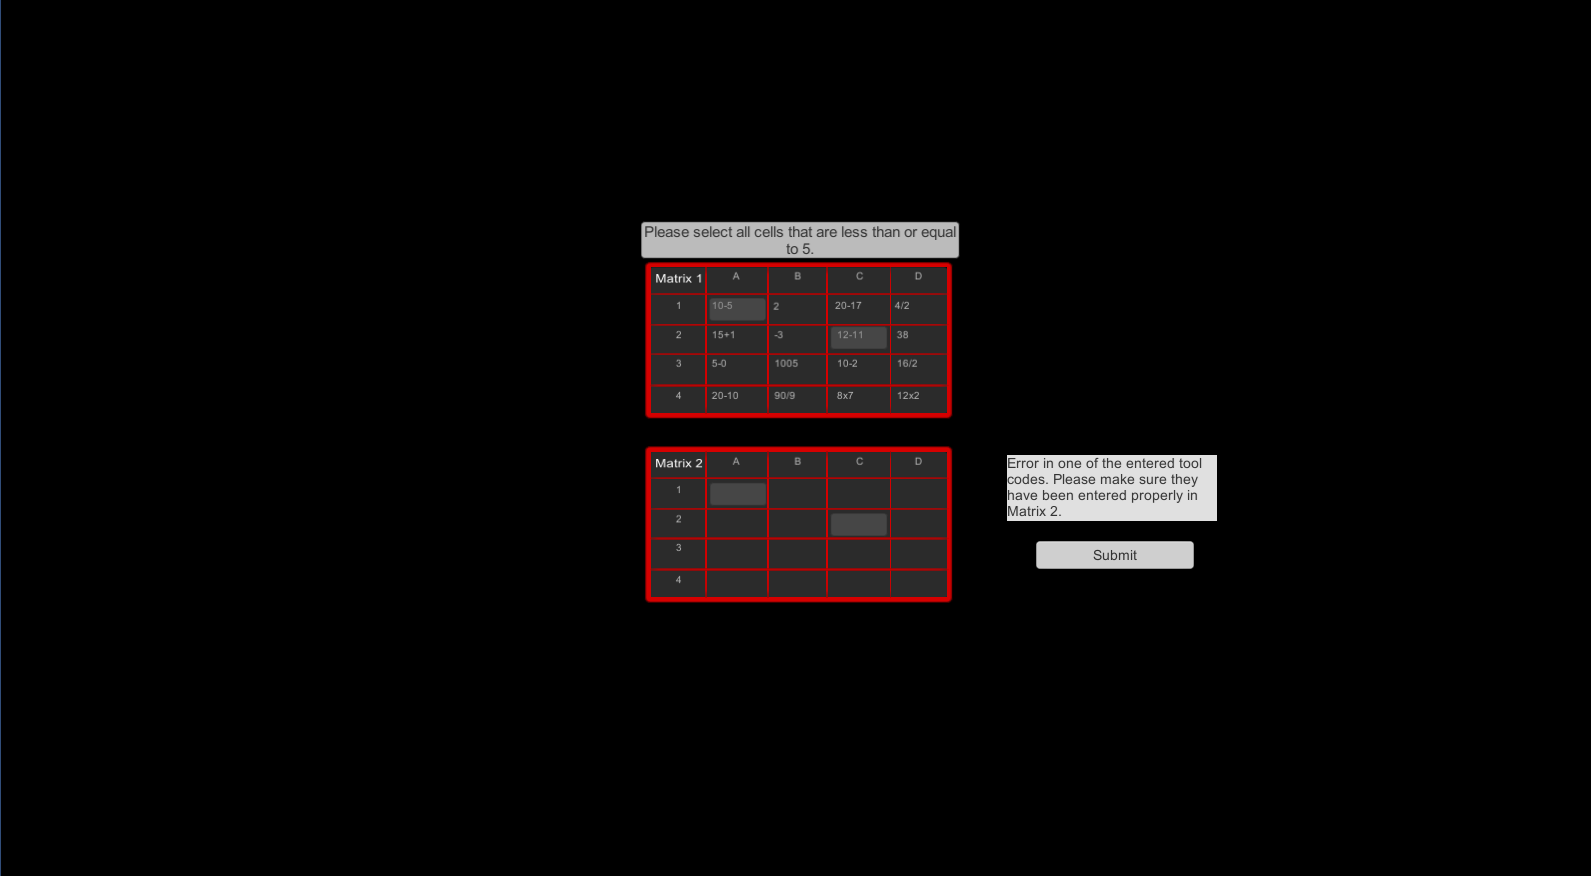 Please select all cells that are less than or equal
to 5.
Matrix 1 A B C D
1 10-5 2 20-17 4/2
2 15+1 -3 12-11 38
3 5-0 1005 10-2 16/2
4 20-10 90/9 8x7 12x2
Matrix 2 A B C D
1
2
3
4
Error in one of the entered tool
codes. Please make sure they
have been entered properly in
Matrix 2.
Submit